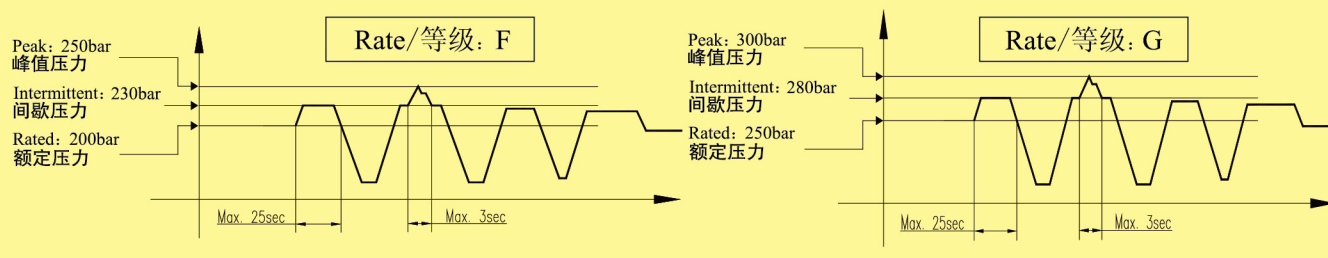 Rate/等级: F
Peak: 250bar
峰值压力
Intermittent: 230bar
间歇压力
Rated: 200bar
额定压力
Max. 25sec
Max. 3sec
Rate/等级: G
Peak: 300bar
峰值压力
Intermittent: 280bar
间歇压力
Rated: 250bar
额定压力
Max. 25sec
Max. 3sec